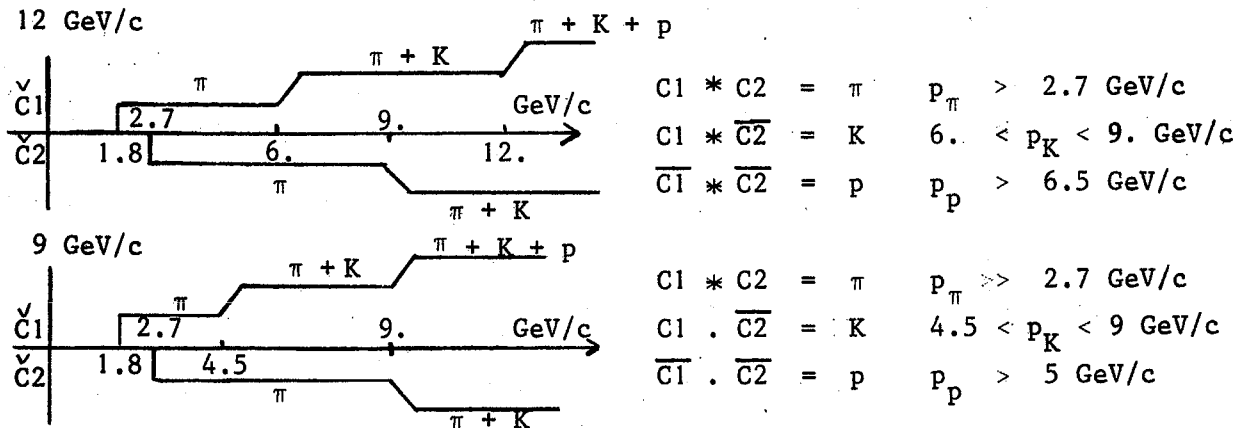 12 GeV/c
π + K + p
π + K
π
Č1
2.7
9.
GeV/c
Č2
1.8
6.
12.
π
π + K
C1 * C2 = π p_π > 2.7 GeV/c
C1 * C̅2̅ = K 6. < p_K < 9. GeV/c
C̅1̅ * C̅2̅ = p p_p > 6.5 GeV/c
9 GeV/c
π + K + p
π + K
π
Č1
2.7
9.
GeV/c
Č2
1.8
4.5
π
π + K
C1 * C2 = π p_π >> 2.7 GeV/c
C1 . C̅2̅ = K 4.5 < p_K < 9 GeV/c
C̅1̅ . C̅2̅ = p p_p > 5 GeV/c